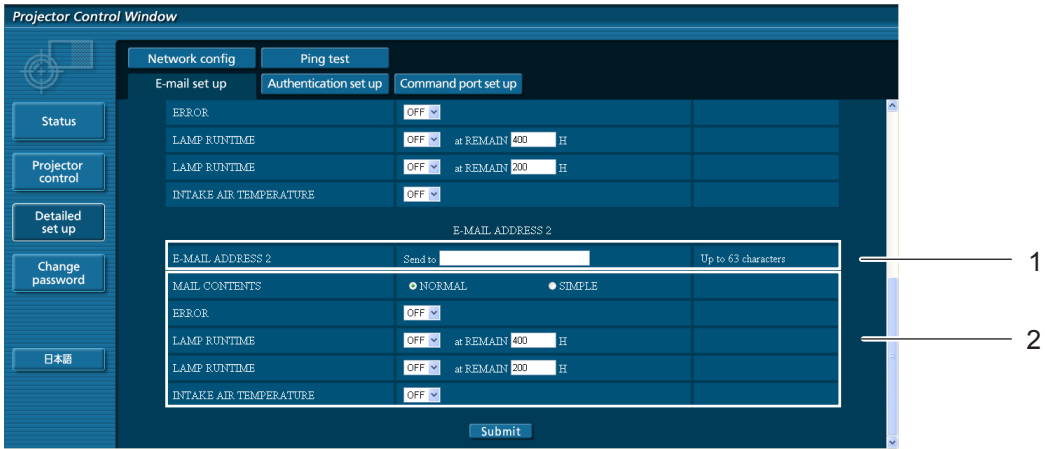 Projector Control Window
Network config Ping test
E-mail set up Authentication set up Command port set up
Status
Projector control
Detailed set up
Change password
日本語
ERROR OFF
LAMP RUNTIME OFF at REMAIN 400 H
LAMP RUNTIME OFF at REMAIN 200 H
INTAKE AIR TEMPERATURE OFF
E-MAIL ADDRESS 2
E-MAIL ADDRESS 2 Send to Up to 63 characters 1
MAIL CONTENTS NORMAL SIMPLE
ERROR OFF
LAMP RUNTIME OFF at REMAIN 400 H 2
LAMP RUNTIME OFF at REMAIN 200 H
INTAKE AIR TEMPERATURE OFF
Submit